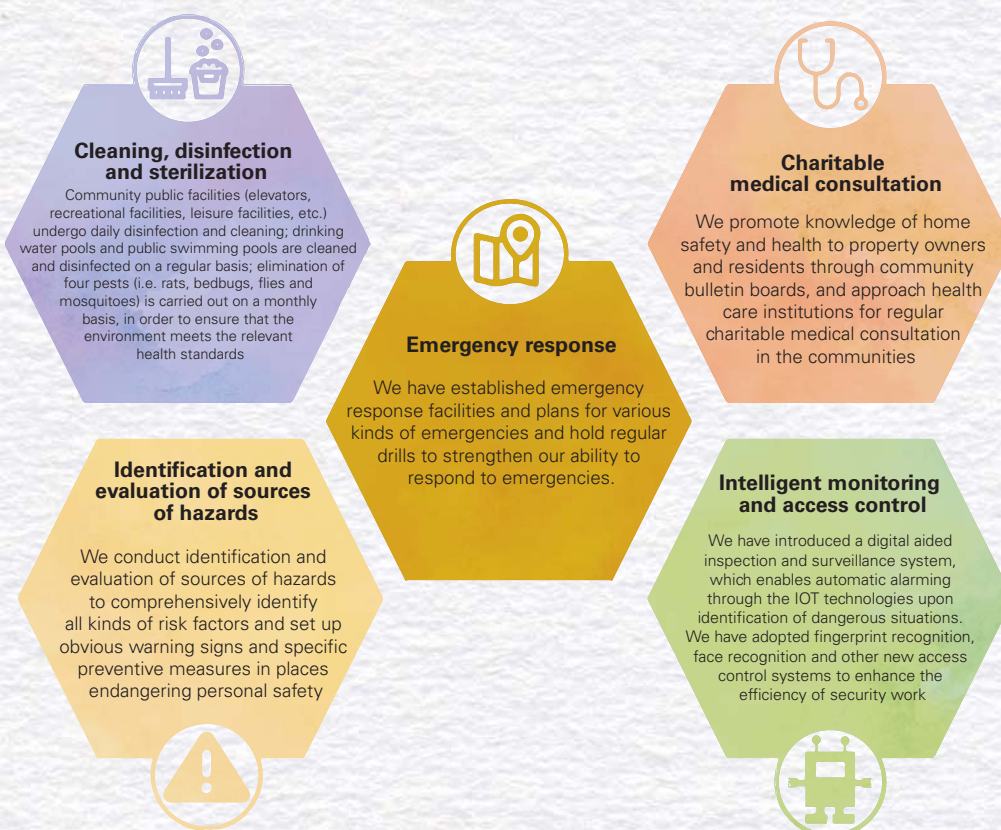 Cleaning, disinfection
and sterilization
Community public facilities (elevators,
recreational facilities, leisure facilities, etc.)
undergo daily disinfection and cleaning; drinking
water pools and public swimming pools are cleaned
and disinfected on a regular basis; elimination of
four pests (i.e. rats, bedbugs, flies and
mosquitoes) is carried out on a monthly
basis, in order to ensure that the
environment meets the relevant
health standards
Charitable
medical consultation
We promote knowledge of home
safety and health to property owners
and residents through community
bulletin boards, and approach health
care institutions for regular
charitable medical consultation
in the communities
Emergency response
We have established emergency
response facilities and plans for various
kinds of emergencies and hold regular
drills to strengthen our ability to
respond to emergencies.
Identification and
evaluation of sources
of hazards
We conduct identification and
evaluation of sources of hazards
to comprehensively identify
all kinds of risk factors and set up
obvious warning signs and specific
preventive measures in places
endangering personal safety
Intelligent monitoring
and access control
We have introduced a digital aided
inspection and surveillance system,
which enables automatic alarming
through the IOT technologies upon
identification of dangerous situations.
We have adopted fingerprint recognition,
face recognition and other new access
control systems to enhance the
efficiency of security work